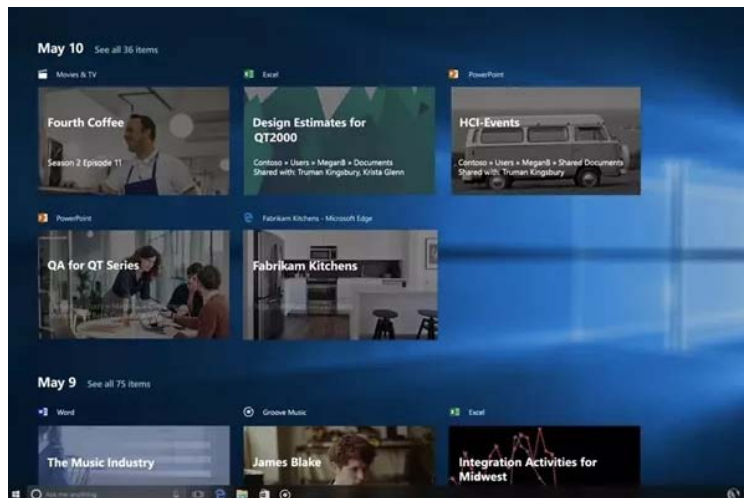 May 10 See all 36 items
Movies & TV
Fourth Coffee
Season 2 Episode 11
Excel
Design Estimates for
QT2000
Contoso » Users » MeganB » Documents
Shared with: Truman Kingsbury, Krista Glenn
PowerPoint
HCI-Events
Contoso » Users » MeganB » Shared Documents
Shared with: Truman Kingsbury
PowerPoint
QA for QT Series
Fabrikam Kitchens - Microsoft Edge
Fabrikam Kitchens
May 9 See all 75 items
Word
The Music Industry
Groove Music
James Blake
Excel
Integration Activities for
Midwest
Ask me anything